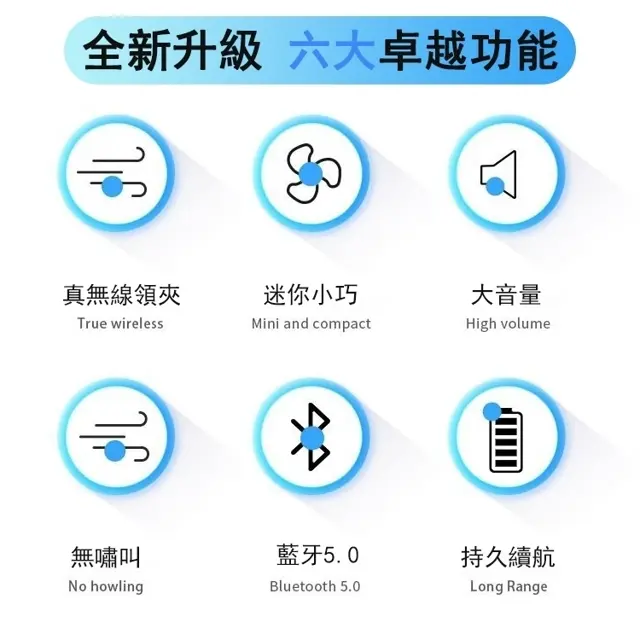 全新升級 六大卓越功能
真無線領夾
True wireless
迷你小巧
Mini and compact
大音量
High volume
無嘯叫
No howling
藍牙5.0
Bluetooth 5.0
持久續航
Long Range